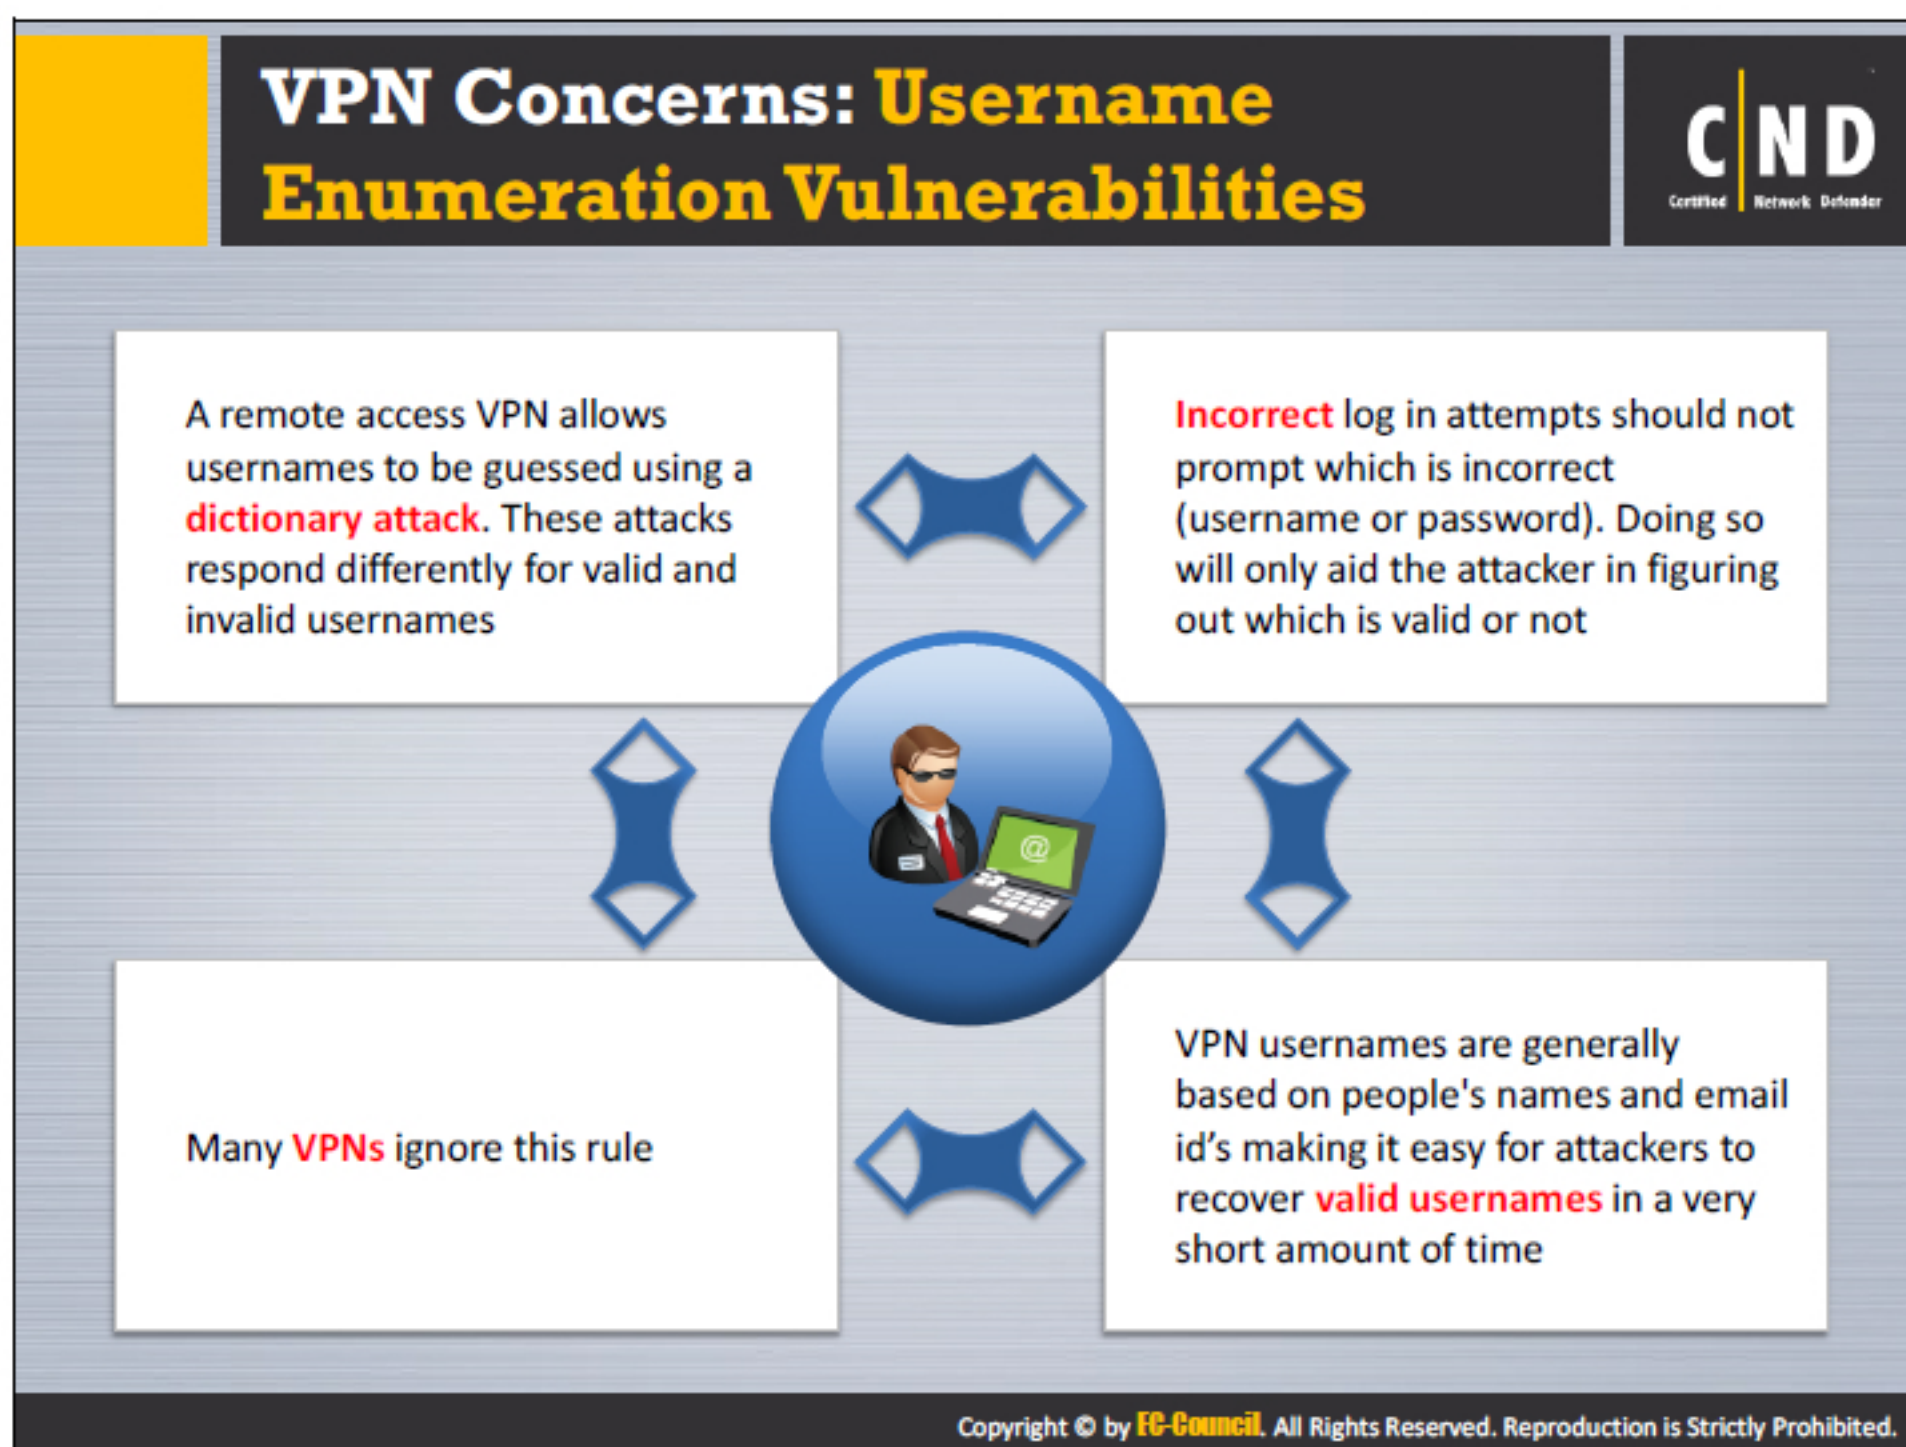 VPN Concerns: Username
Enumeration Vulnerabilities
C ND
Certified Network Defender
A remote access VPN allows
usernames to be guessed using a
dictionary attack. These attacks
respond differently for valid and
invalid usernames
Incorrect log in attempts should not
prompt which is incorrect
(username or password). Doing so
will only aid the attacker in figuring
out which is valid or not
@
Many VPNs ignore this rule
VPN usernames are generally
based on people's names and email
id’s making it easy for attackers to
recover valid usernames in a very
short amount of time
Copyright © by EC-Council. All Rights Reserved. Reproduction is Strictly Prohibited.